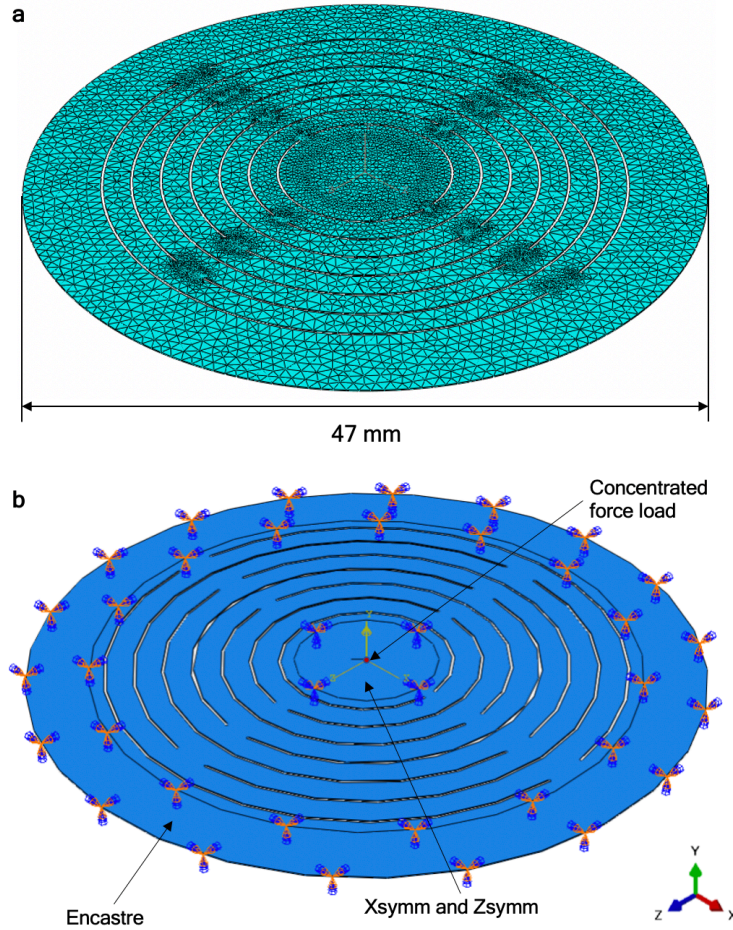 a
47 mm
b
Concentrated
force load
Y
X
Z
Encastre
Xsymm and Zsymm